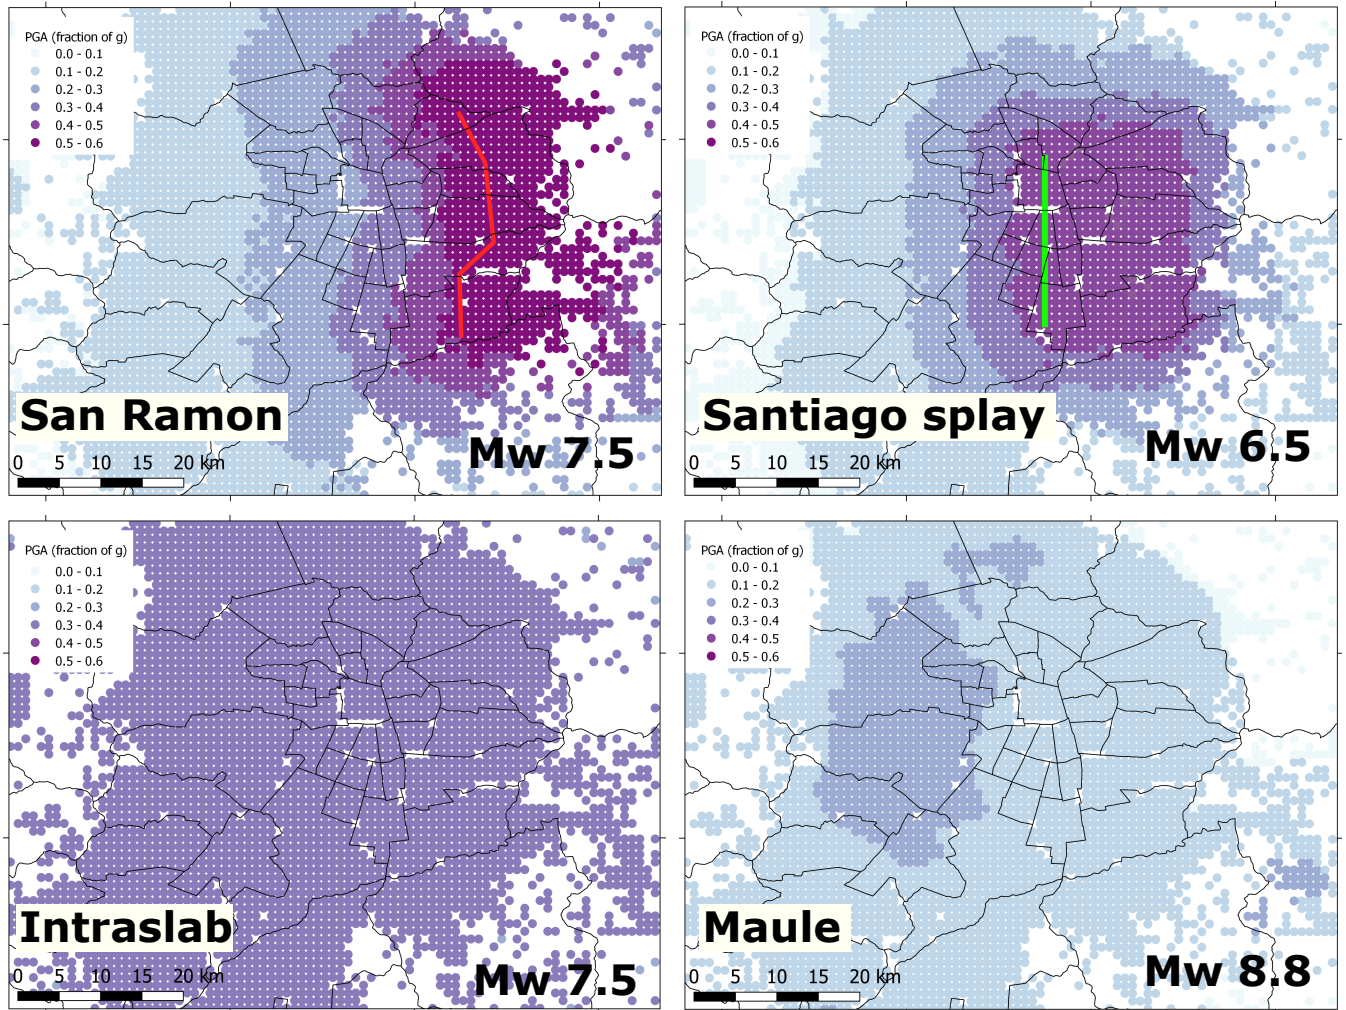 PGA (fraction of g)
0.0 - 0.1
0.1 - 0.2
0.2 - 0.3
0.3 - 0.4
0.4 - 0.5
0.5 - 0.6
San Ramon
Mw 7.5
0 5 10 15 20 km
PGA (fraction of g)
0.0 - 0.1
0.1 - 0.2
0.2 - 0.3
0.3 - 0.4
0.4 - 0.5
0.5 - 0.6
Santiago splay
Mw 6.5
0 5 10 15 20 km
PGA (fraction of g)
0.0 - 0.1
0.1 - 0.2
0.2 - 0.3
0.3 - 0.4
0.4 - 0.5
0.5 - 0.6
Intraslab
Mw 7.5
0 5 10 15 20 km
PGA (fraction of g)
0.0 - 0.1
0.1 - 0.2
0.2 - 0.3
0.3 - 0.4
0.4 - 0.5
0.5 - 0.6
Maule
Mw 8.8
0 5 10 15 20 km